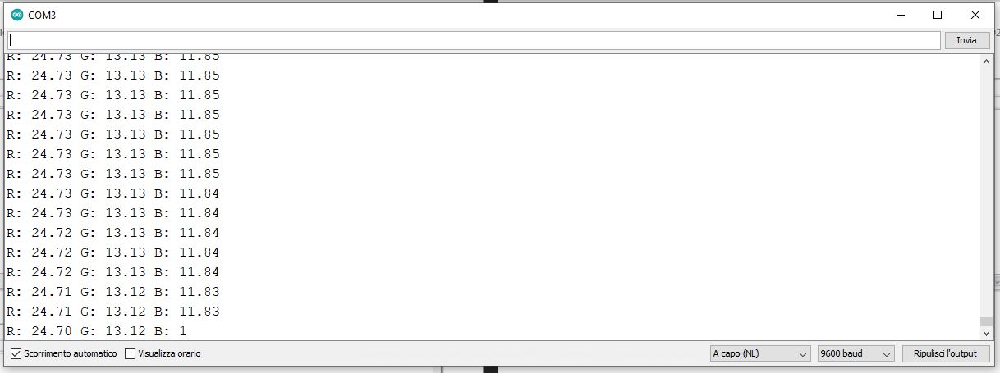 COM3
Invia
R: 24.73 G: 13.13 B: 11.85
R: 24.73 G: 13.13 B: 11.85
R: 24.73 G: 13.13 B: 11.85
R: 24.73 G: 13.13 B: 11.85
R: 24.73 G: 13.13 B: 11.85
R: 24.73 G: 13.13 B: 11.85
R: 24.73 G: 13.13 B: 11.85
R: 24.73 G: 13.13 B: 11.84
R: 24.73 G: 13.13 B: 11.84
R: 24.72 G: 13.13 B: 11.84
R: 24.72 G: 13.13 B: 11.84
R: 24.72 G: 13.13 B: 11.84
R: 24.71 G: 13.12 B: 11.83
R: 24.71 G: 13.12 B: 11.83
R: 24.70 G: 13.12 B: 1
Scorrimento automatico Visualizza orario A capo (NL) 9600 baud Ripulisci l'output